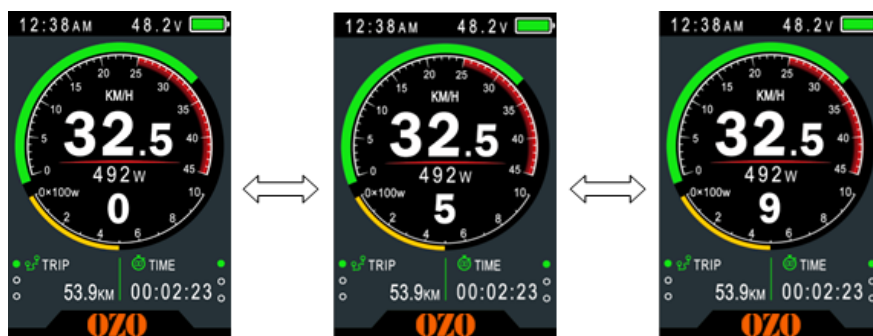 12:38AM 48.2V
0 5 10 15 20 25 30 35 40 45
KM/H
32.5
492W
0×100w 2 4 6 8 10
0
TRIP TIME
53.9KM 00:02:23
OZO
12:38AM 48.2V
0 5 10 15 20 25 30 35 40 45
KM/H
32.5
492W
0×100w 2 4 6 8 10
5
TRIP TIME
53.9KM 00:02:23
OZO
12:38AM 48.2V
0 5 10 15 20 25 30 35 40 45
KM/H
32.5
492W
0×100w 2 4 6 8 10
9
TRIP TIME
53.9KM 00:02:23
OZO